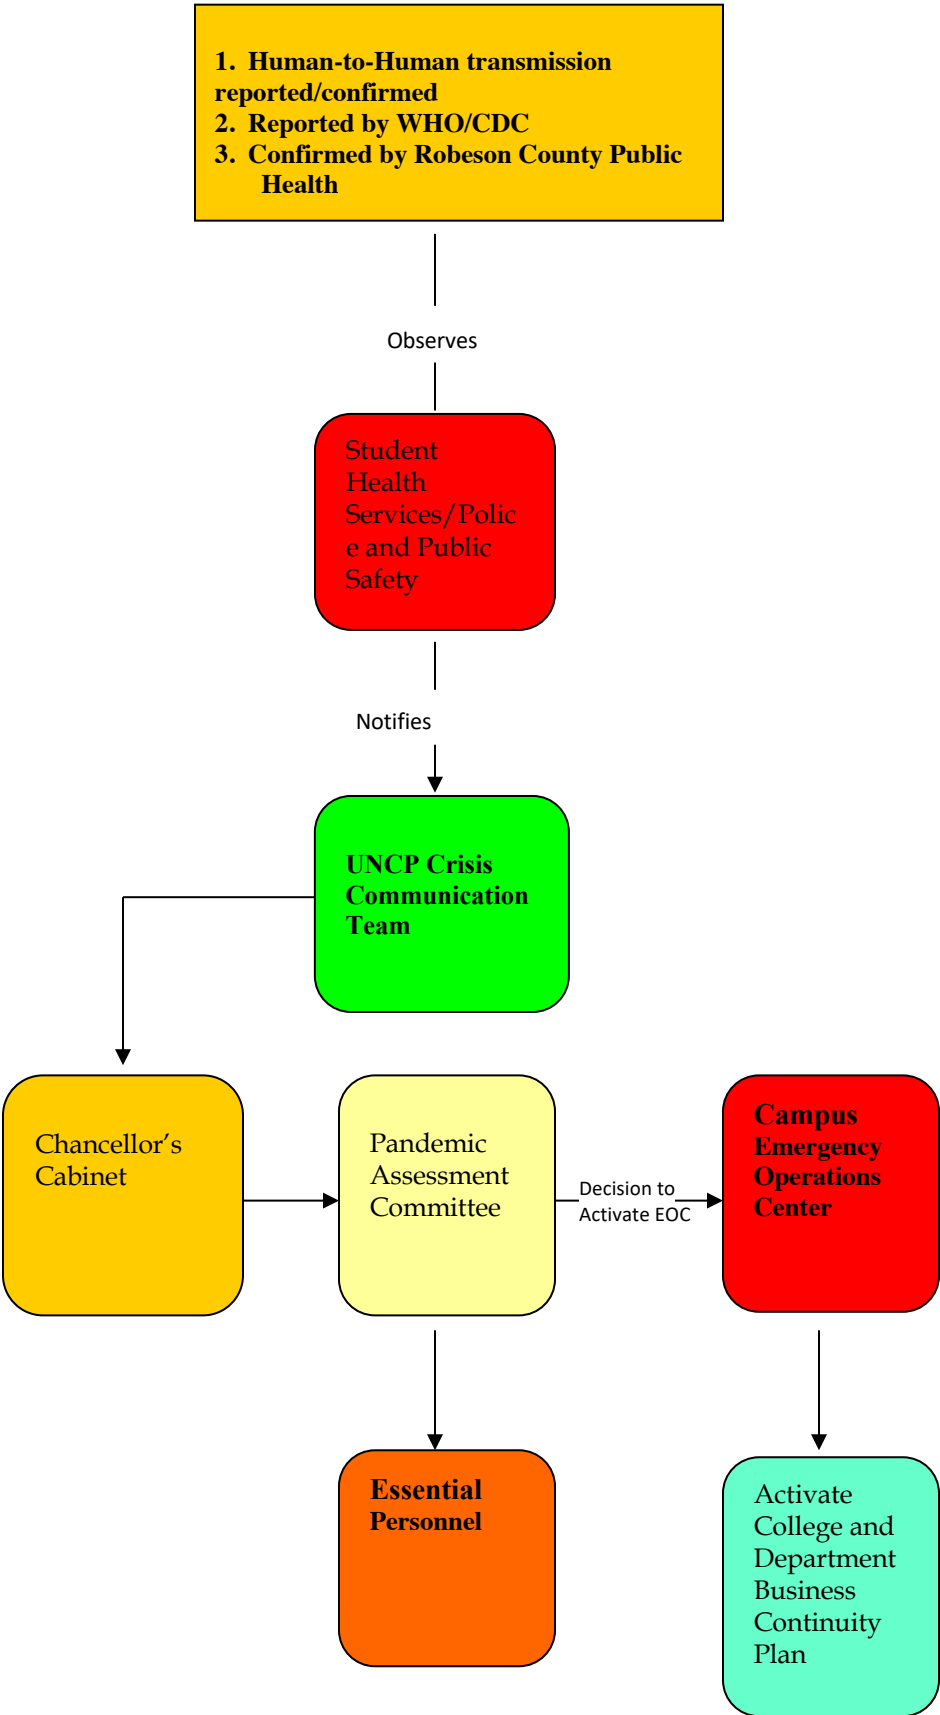 1. Human-to-Human transmission
reported/confirmed
2. Reported by WHO/CDC
3. Confirmed by Robeson County Public
Health
Observes
Student
Health
Services/Polic
e and Public
Safety
Notifies
UNCP Crisis
Communication
Team
Chancellor’s
Cabinet
Pandemic
Assessment
Committee
Decision to
Activate EOC
Campus
Emergency
Operations
Center
Essential
Personnel
Activate
College and
Department
Business
Continuity
Plan